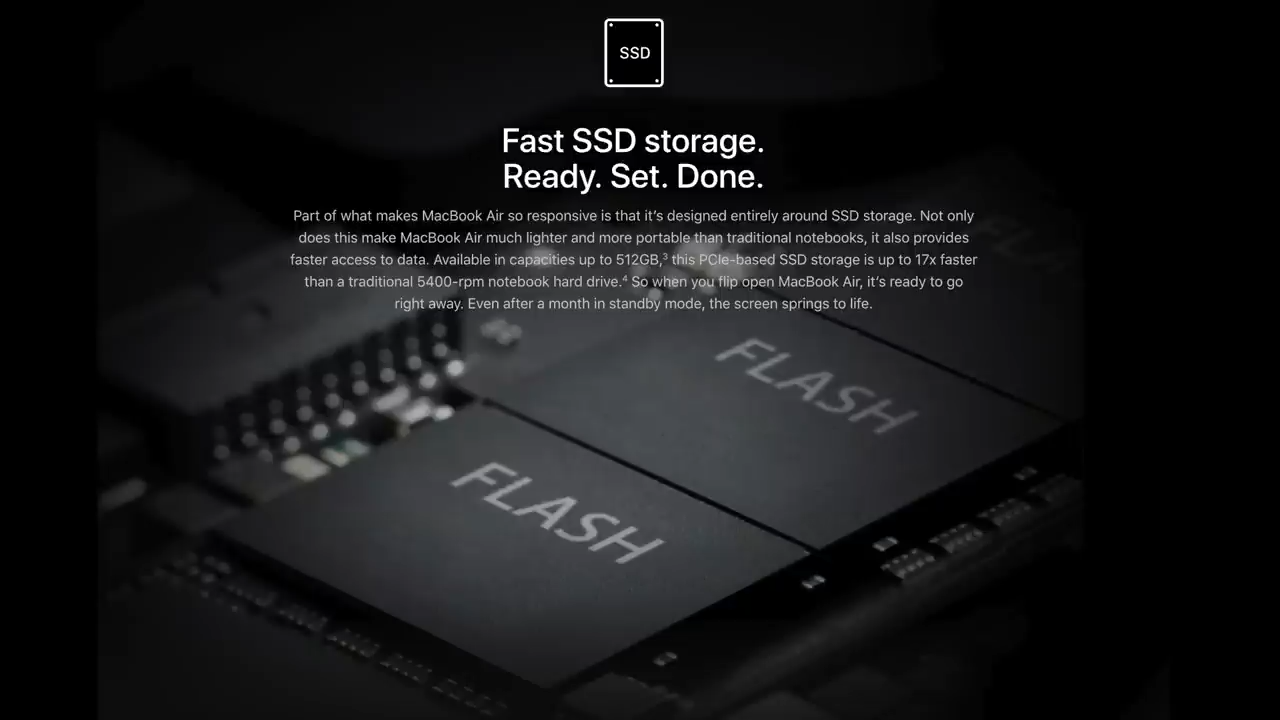 SSD
Fast SSD storage.
Ready. Set. Done.
Part of what makes MacBook Air so responsive is that it’s designed entirely around SSD storage. Not only
does this make MacBook Air much lighter and more portable than traditional notebooks, it also provides
faster access to data. Available in capacities up to 512GB,³ this PCIe-based SSD storage is up to 17x faster
than a traditional 5400-rpm notebook hard drive.⁴ So when you flip open MacBook Air, it’s ready to go
right away. Even after a month in standby mode, the screen springs to life.
FLASH
FLASH